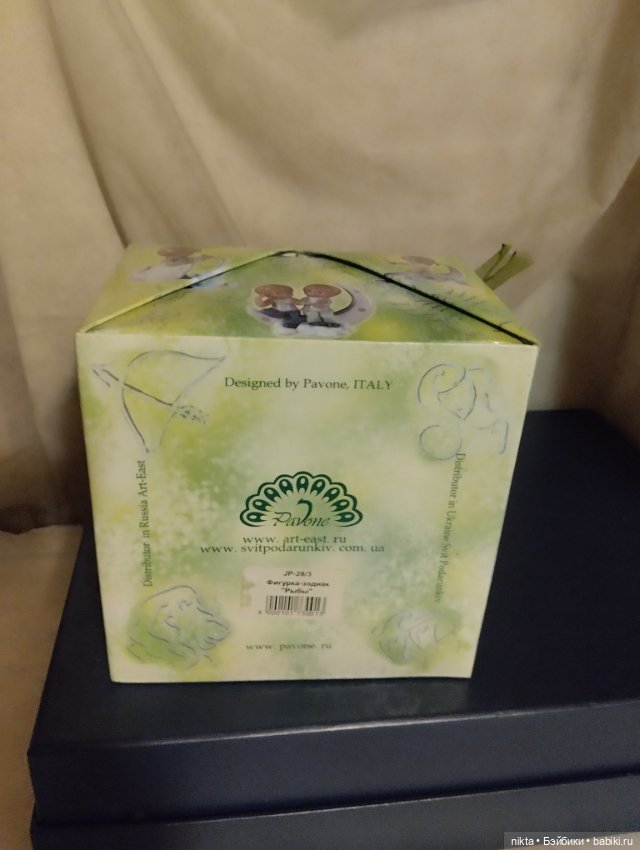 Designed by Pavone, ITALY
Distributor in Russia Art-East
Distributor in Ukraine Svit Podarunkiv
Pavone
www. art-east. ru
www. svitpodarunkiv. com. ua
JP-28/3
Фигурка-зодиак
"Рыбы"
www. pavone. ru
nikta • Бэйбики • babiki.ru